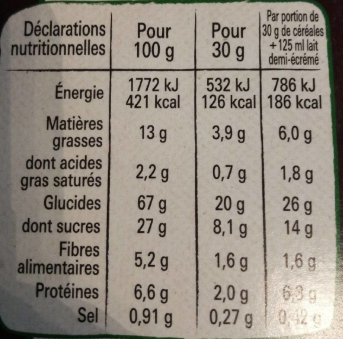 Déclarations nutritionnelles
Pour 100 g
Pour 30 g
Par portion de 30 g de céréales +125 ml lait demi-écrémé
Énergie 1772 kJ 532 kJ 786 kJ
421 kcal 126 kcal 186 kcal
Matières grasses 13 g 3,9 g 6,0 g
dont acides gras saturés 2,2 g 0,7 g 1,8 g
Glucides 67 g 20 g 26 g
dont sucres 27 g 8,1 g 14 g
Fibres alimentaires 5,2 g 1,6 g 1,6 g
Protéines 6,6 g 2,0 g 6,3 g
Sel 0,91 g 0,27 g 0,42 g